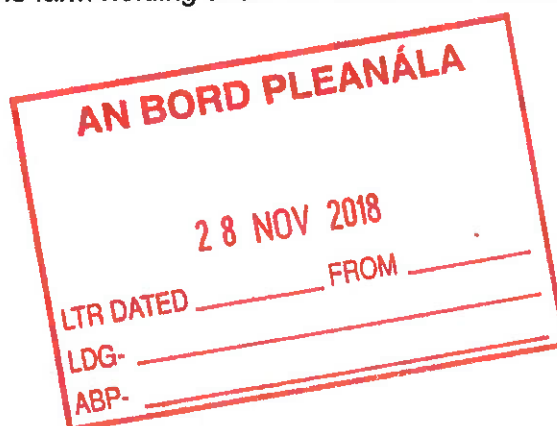 AN BORD PLEANÁLA
28 NOV 2018
LTR DATED FROM
LDG-
ABP-